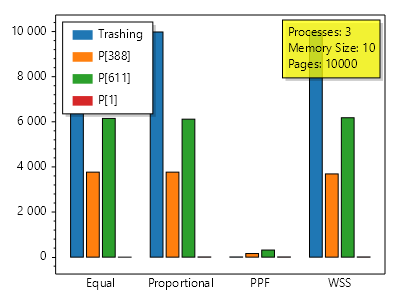 10 000
8 000
6 000
4 000
2 000
0
Trashing
P[388]
P[611]
P[1]
Processes: 3
Memory Size: 10
Pages: 10000
Equal Proportional PPF WSS